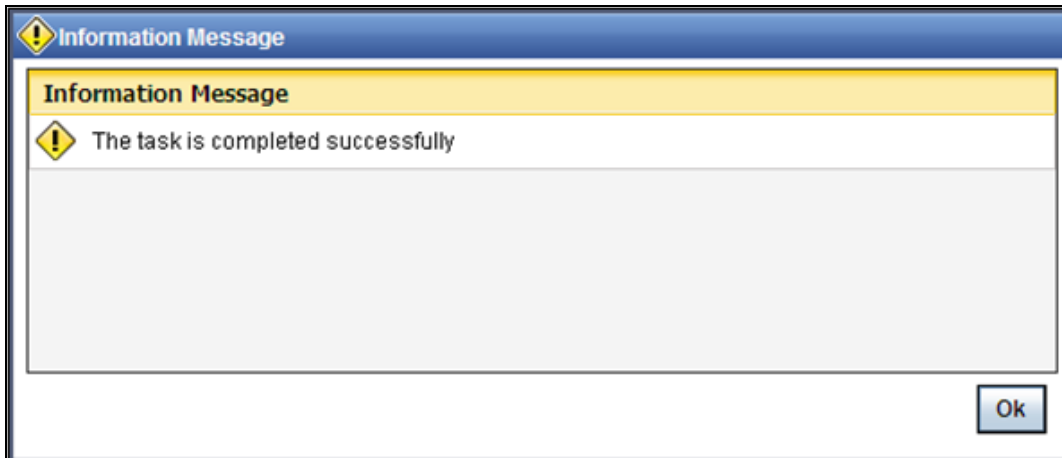 Information Message
Information Message
The task is completed successfully
Ok